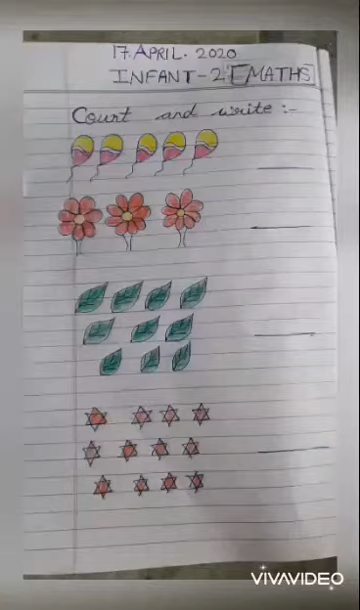 17. APRIL. 2020
INFANT-2 [MATHS]
Count and write :-
VIVAVIDEO